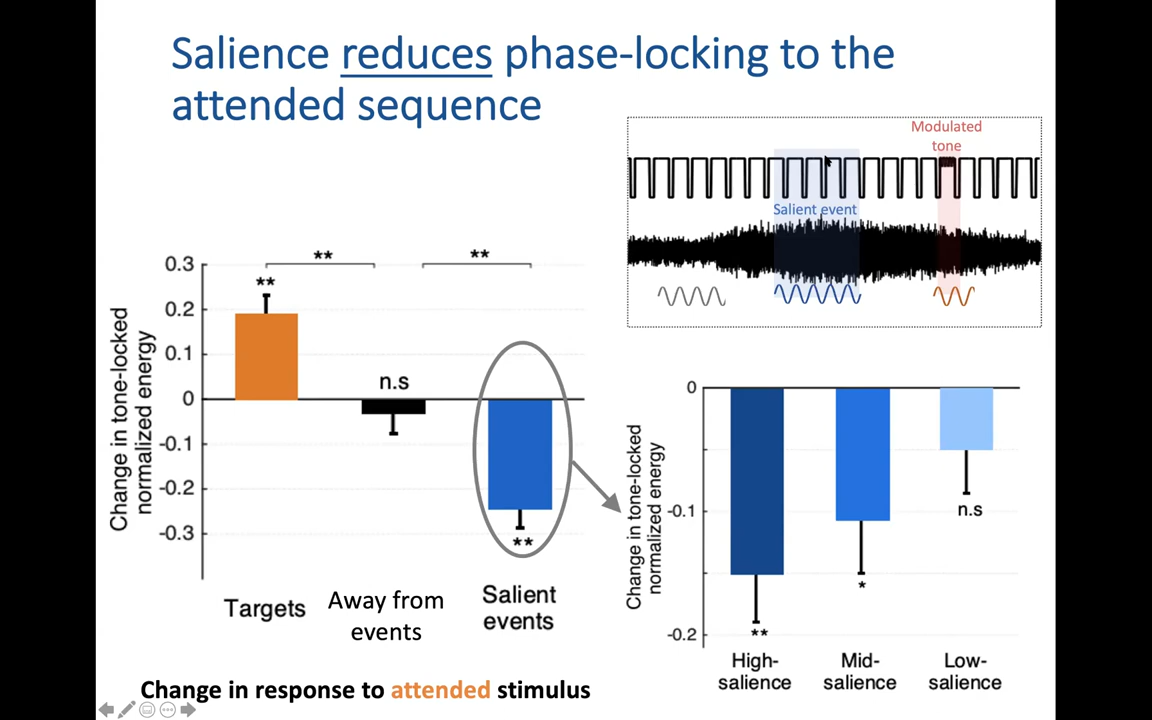 Salience reduces phase-locking to the
attended sequence
Modulated
tone
Salient event
Change in tone-locked
normalized energy
0.3
0.2
0.1
0
-0.1
-0.2
-0.3
**
**
**
n.s
**
Targets
Away from
events
Salient
events
Change in tone-locked
normalized energy
0
-0.1
-0.2
**
*
n.s
High-
salience
Mid-
salience
Low-
salience
Change in response to attended stimulus